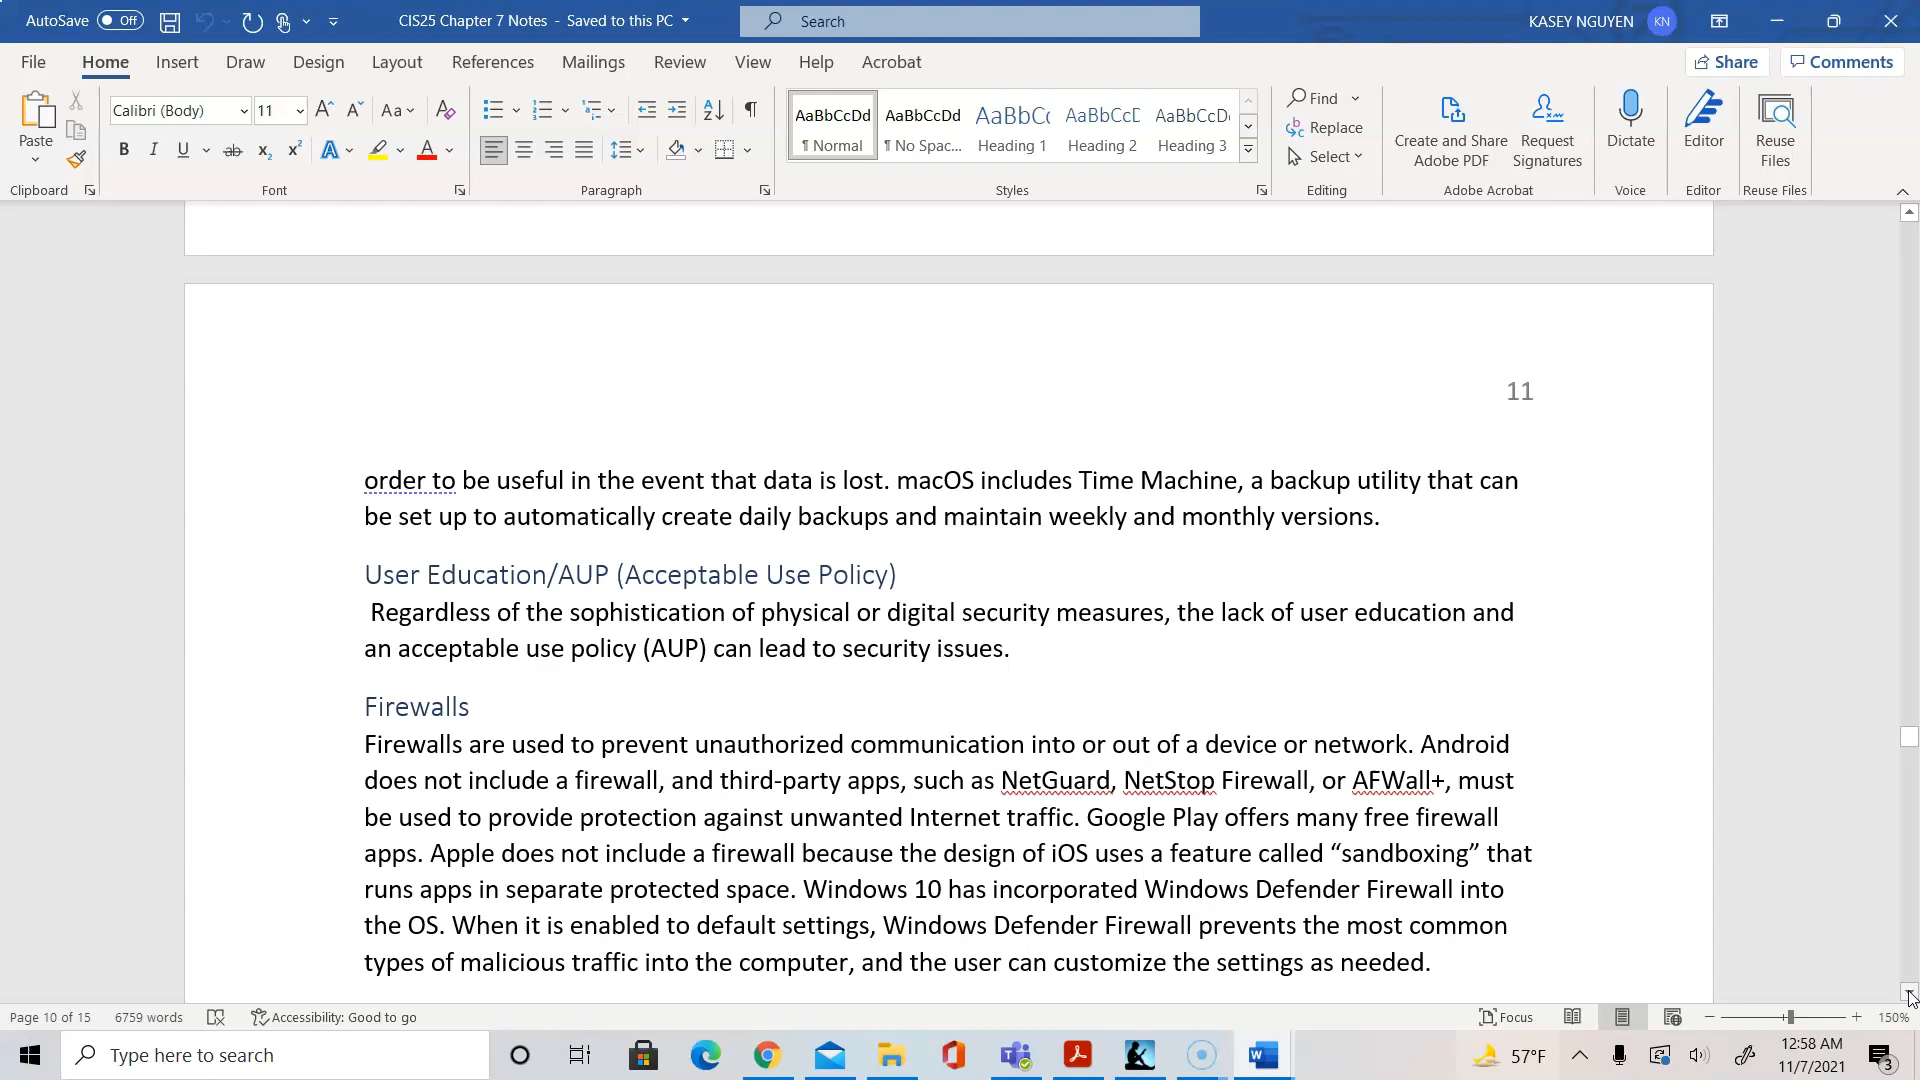 AutoSave Off CIS25 Chapter 7 Notes - Saved to this PC Search KASEY NGUYEN KN
File Home Insert Draw Design Layout References Mailings Review View Help Acrobat Share Comments
Paste
Clipboard
Calibri (Body) 11 Aa
B I U ab x₂ x² A A
Font
Paragraph
AaBbCcDd AaBbCcDd AaBbCc AaBbCcD AaBbCcD
¶ Normal ¶ No Spac... Heading 1 Heading 2 Heading 3
Styles
Find
Replace
Select
Editing
Create and Share Adobe PDF
Request Signatures
Adobe Acrobat
Dictate
Voice
Editor
Editor
Reuse Files
Reuse Files
11
order to be useful in the event that data is lost. macOS includes Time Machine, a backup utility that can
be set up to automatically create daily backups and maintain weekly and monthly versions.
User Education/AUP (Acceptable Use Policy)
Regardless of the sophistication of physical or digital security measures, the lack of user education and
an acceptable use policy (AUP) can lead to security issues.
Firewalls
Firewalls are used to prevent unauthorized communication into or out of a device or network. Android
does not include a firewall, and third-party apps, such as NetGuard, NetStop Firewall, or AFWall+, must
be used to provide protection against unwanted Internet traffic. Google Play offers many free firewall
apps. Apple does not include a firewall because the design of iOS uses a feature called “sandboxing” that
runs apps in separate protected space. Windows 10 has incorporated Windows Defender Firewall into
the OS. When it is enabled to default settings, Windows Defender Firewall prevents the most common
types of malicious traffic into the computer, and the user can customize the settings as needed.
Page 10 of 15 6759 words Accessibility: Good to go Focus 150%
Type here to search 57°F 12:58 AM
11/7/2021 3